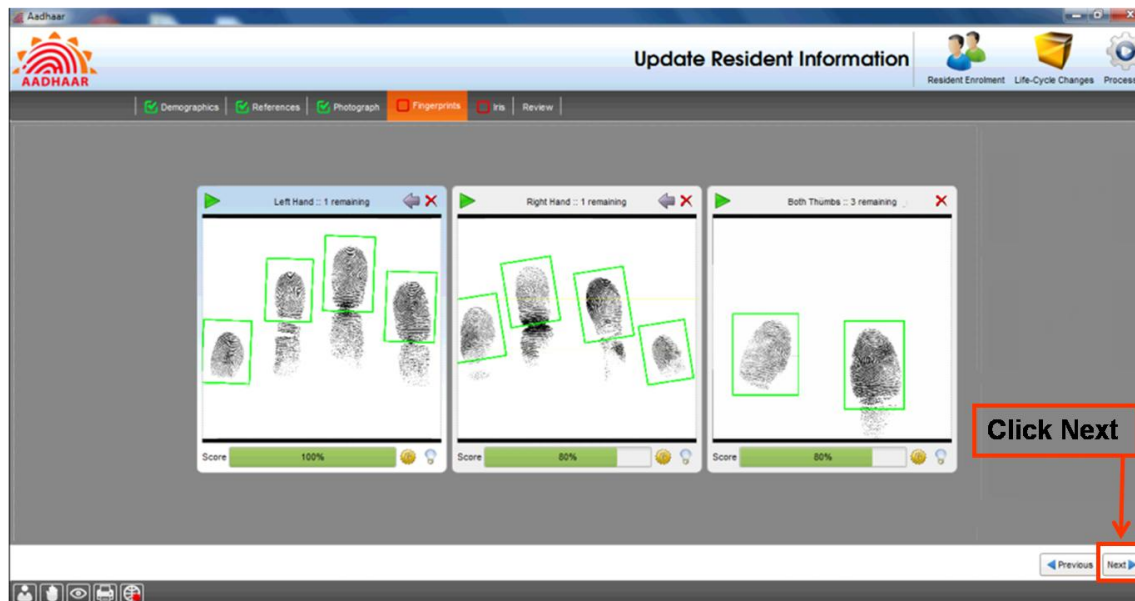 Aadhaar
AADHAAR
Update Resident Information
Resident Enrolment
Life-Cycle Changes
Process
Demographics
References
Photograph
Fingerprints
Iris
Review
Left Hand :: 1 remaining
Right Hand :: 1 remaining
Both Thumbs :: 3 remaining
Score 100%
Score 80%
Score 80%
Click Next
Previous
Next